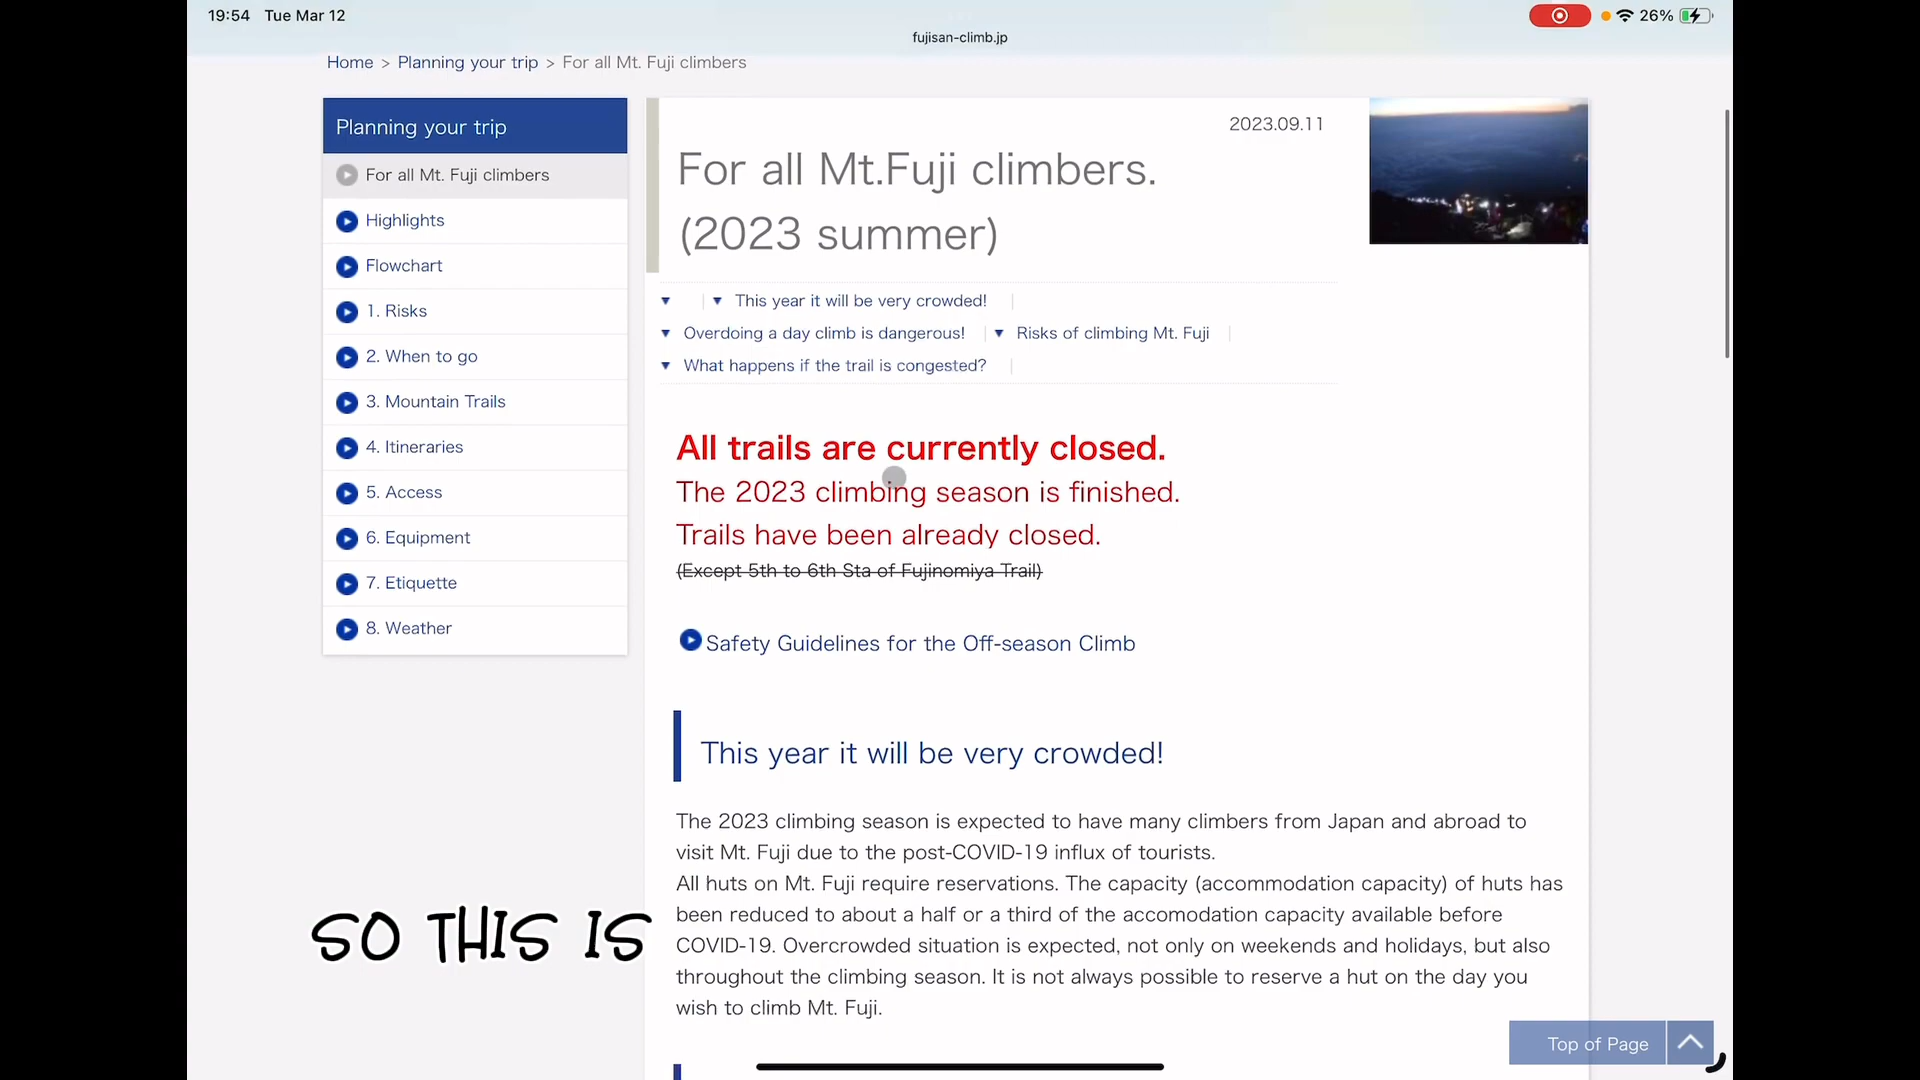 19:54 Tue Mar 12
26%
fujisan-climb.jp
Home > Planning your trip > For all Mt. Fuji climbers
Planning your trip
For all Mt. Fuji climbers
Highlights
Flowchart
1. Risks
2. When to go
3. Mountain Trails
4. Itineraries
5. Access
6. Equipment
7. Etiquette
8. Weather
2023.09.11
For all Mt.Fuji climbers.
(2023 summer)
This year it will be very crowded!
Overdoing a day climb is dangerous!
Risks of climbing Mt. Fuji
What happens if the trail is congested?
All trails are currently closed.
The 2023 climbing season is finished.
Trails have been already closed.
(Except 5th to 6th Sta of Fujinomiya Trail)
Safety Guidelines for the Off-season Climb
This year it will be very crowded!
The 2023 climbing season is expected to have many climbers from Japan and abroad to
visit Mt. Fuji due to the post-COVID-19 influx of tourists.
All huts on Mt. Fuji require reservations. The capacity (accommodation capacity) of huts has
been reduced to about a half or a third of the accomodation capacity available before
COVID-19. Overcrowded situation is expected, not only on weekends and holidays, but also
throughout the climbing season. It is not always possible to reserve a hut on the day you
wish to climb Mt. Fuji.
SO THIS IS
Top of Page